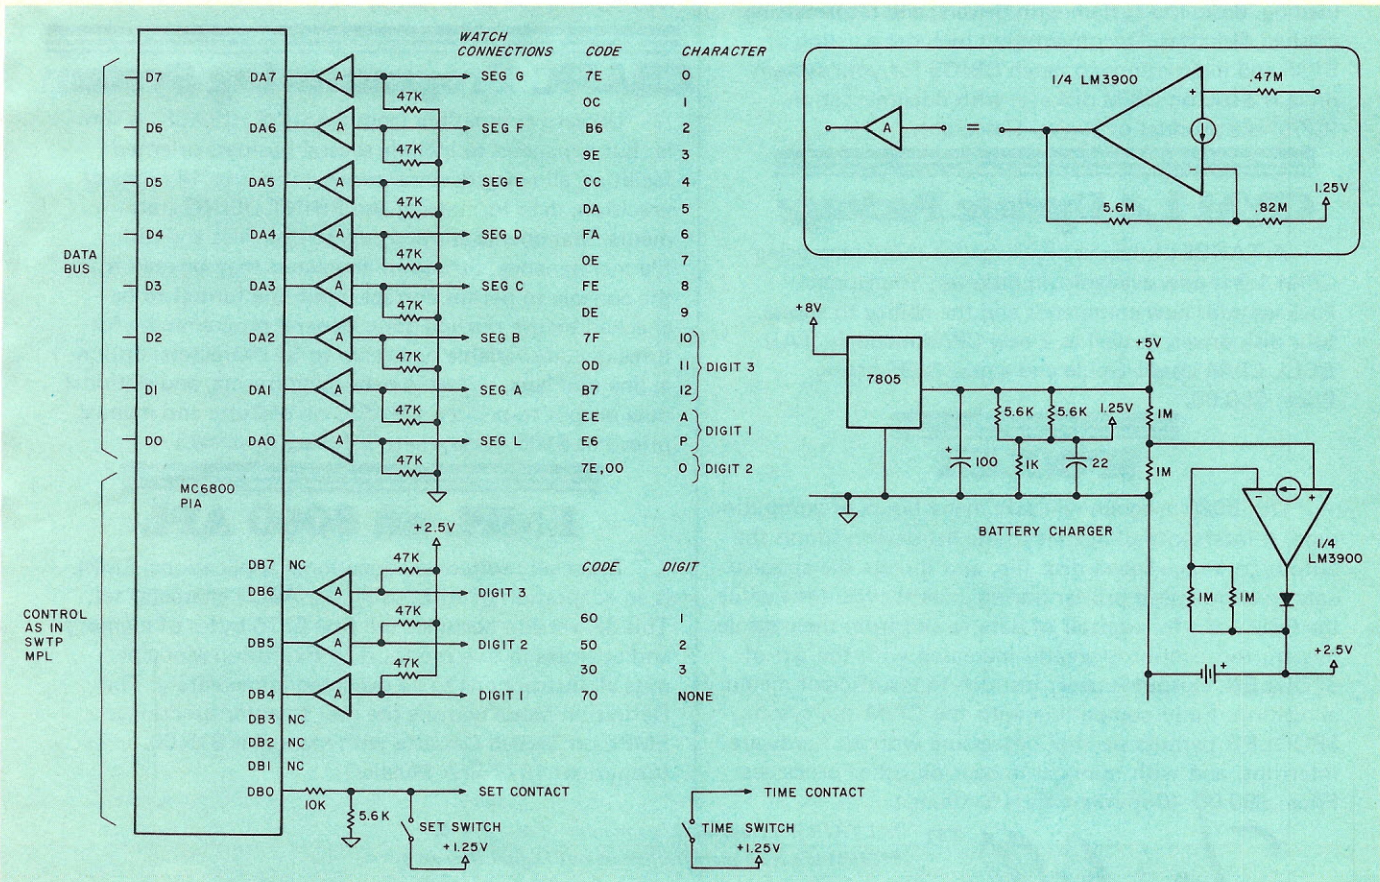 WATCH CONNECTIONS CODE CHARACTER
D7 DA7 A SEG G 7E 0
47K
0C 1
D6 DA6 A SEG F B6 2
47K
9E 3
D5 DA5 A SEG E CC 4
47K
DA 5
D4 DA4 A SEG D FA 6
47K
DATA BUS
0E 7
D3 DA3 A SEG C FE 8
47K
DE 9
D2 DA2 A SEG B 7F 10
47K
0D 11 DIGIT 3
D1 DA1 A SEG A B7 12
47K
EE A
DIGIT 1
D0 DA0 A SEG L E6 P
47K
7E,00 0 DIGIT 2
MC6800 PIA
+2.5V
DB7 NC
47K
CODE DIGIT
DB6 A DIGIT 3
47K
60 1
CONTROL AS IN SWTP MPL
DB5 A DIGIT 2 50 2
47K
30 3
DB4 A DIGIT 1 70 NONE
DB3 NC
DB2 NC
DB1 NC
DB0 10K SET CONTACT
5.6K
SET SWITCH
+1.25V
TIME CONTACT
TIME SWITCH
+1.25V
1/4 LM3900
.47M
+
A =
-
5.6M .82M
1.25V
+8V
7805
+5V
5.6K 5.6K 1.25V 1M
+
100 1K 22 1M
BATTERY CHARGER
- +
1/4 LM3900
1M 1M
+
+2.5V